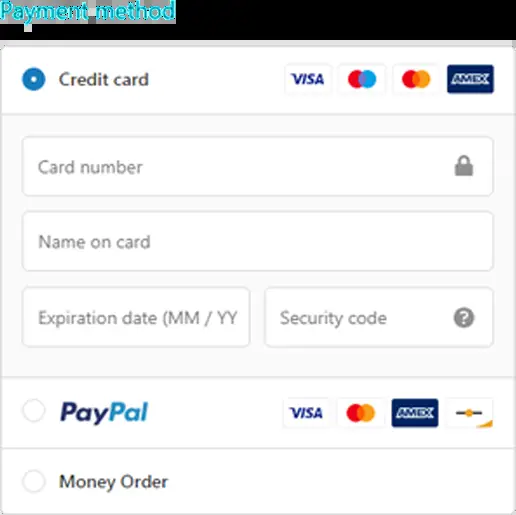 Payment method
Credit card VISA AMEX
Card number
Name on card
Expiration date (MM / YY Security code ?
PayPal VISA AMEX
Money Order